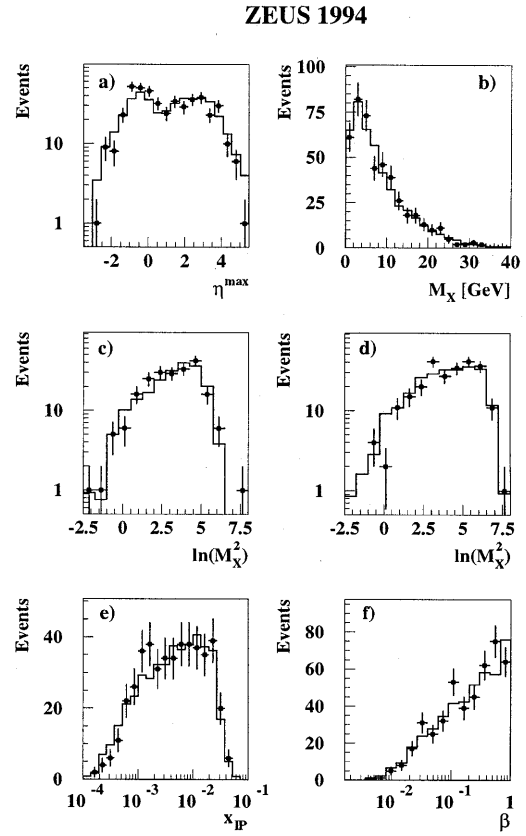 ZEUS 1994
Events
a)
10
1
-2 0 2 4
η^max
Events
b)
100
75
50
25
0
0 10 20 30 40
M_X [GeV]
Events
c)
10
1
-2.5 0 2.5 5 7.5
ln(M_X^2)
Events
d)
10
1
-2.5 0 2.5 5 7.5
ln(M_X^2)
Events
e)
40
20
0
10^-4 10^-3 10^-2 10^-1
x_IP
Events
f)
80
60
40
20
0
10^-2 10^-1 1
β